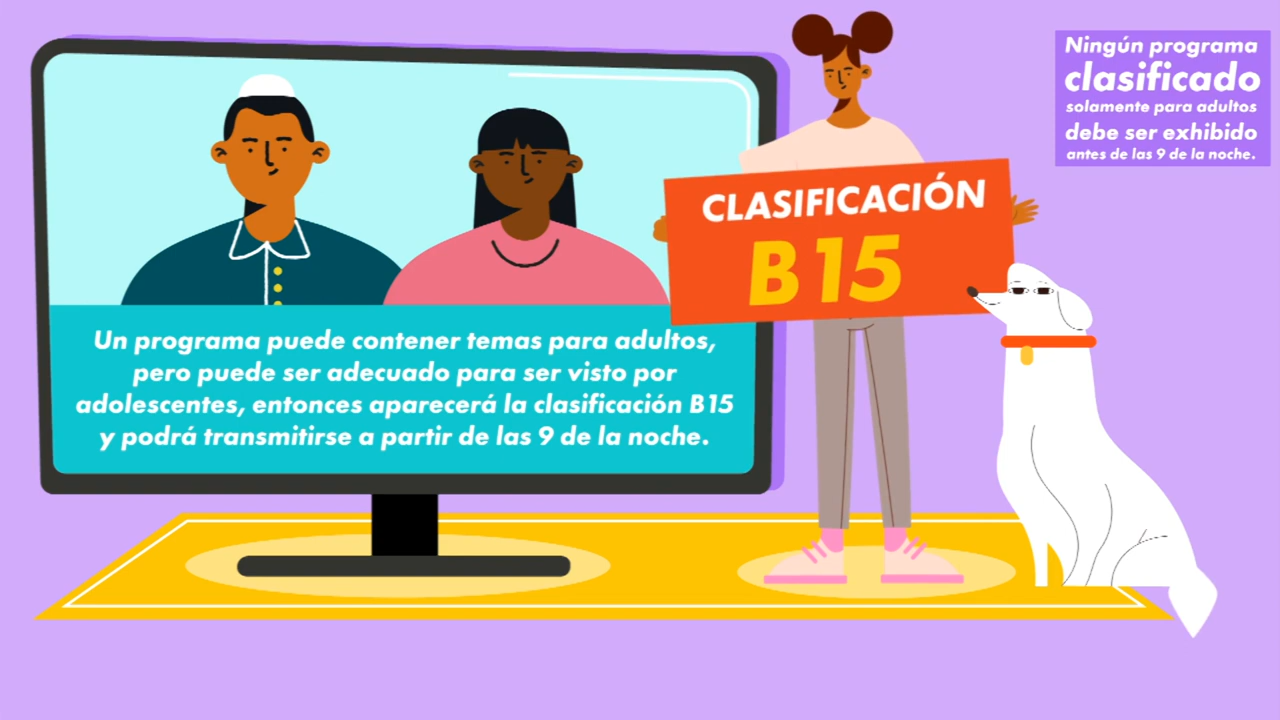 Ningún programa
clasificado
solamente para adultos
debe ser exhibido
antes de las 9 de la noche.
CLASIFICACIÓN
B15
Un programa puede contener temas para adultos,
pero puede ser adecuado para ser visto por
adolescentes, entonces aparecerá la clasificación B15
y podrá transmitirse a partir de las 9 de la noche.